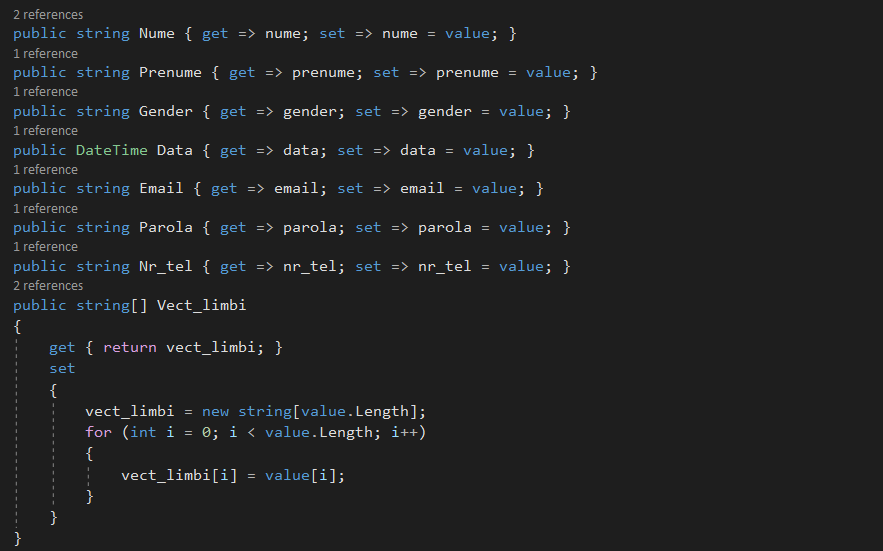 2 references
public string Nume { get => nume; set => nume = value; }
1 reference
public string Prenume { get => prenume; set => prenume = value; }
1 reference
public string Gender { get => gender; set => gender = value; }
1 reference
public DateTime Data { get => data; set => data = value; }
1 reference
public string Email { get => email; set => email = value; }
1 reference
public string Parola { get => parola; set => parola = value; }
1 reference
public string Nr_tel { get => nr_tel; set => nr_tel = value; }
2 references
public string[] Vect_limbi
{
    get { return vect_limbi; }
    set
    {
        vect_limbi = new string[value.Length];
        for (int i = 0; i < value.Length; i++)
        {
            vect_limbi[i] = value[i];
        }
    }
}